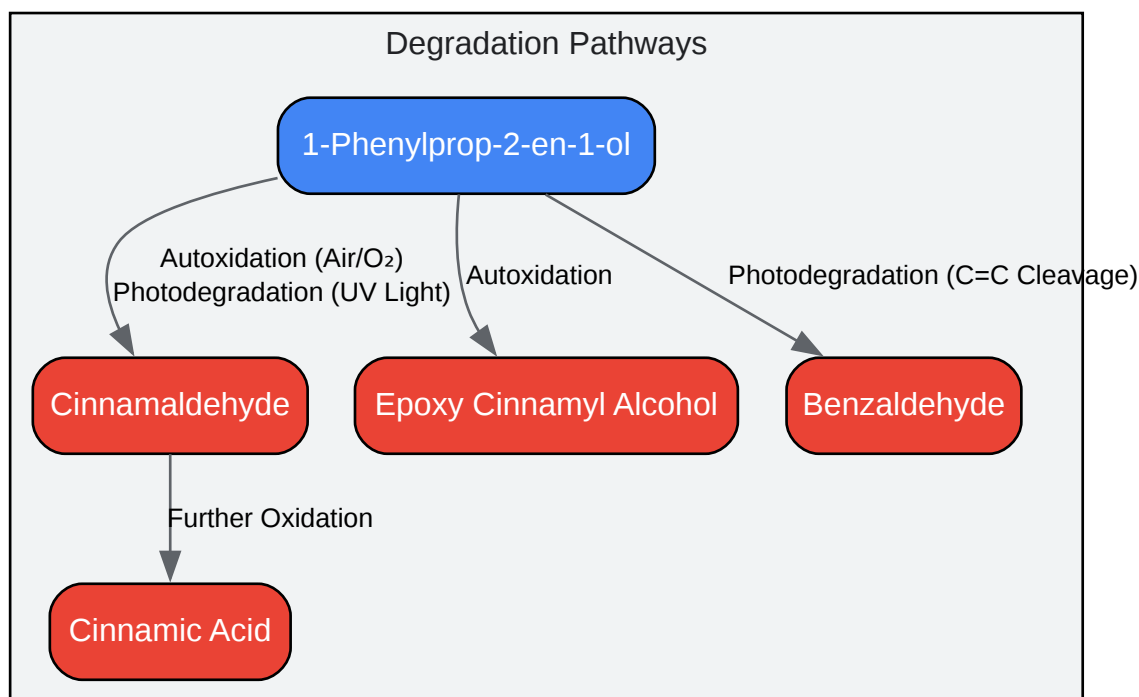 Degradation Pathways
1-Phenylprop-2-en-1-ol
Autoxidation (Air/O₂)
Photodegradation (UV Light)
Autoxidation
Photodegradation (C=C Cleavage)
Cinnamaldehyde
Epoxy Cinnamyl Alcohol
Benzaldehyde
Further Oxidation
Cinnamic Acid